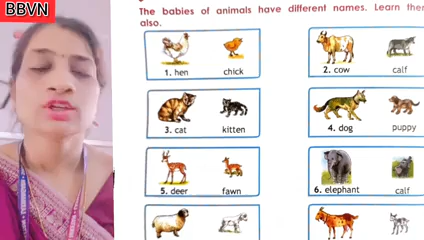 BBVN
The babies of animals have different names. Learn
also.
1. hen chick
2. cow calf
3. cat kitten
4. dog puppy
5. deer fawn
6. elephant calf